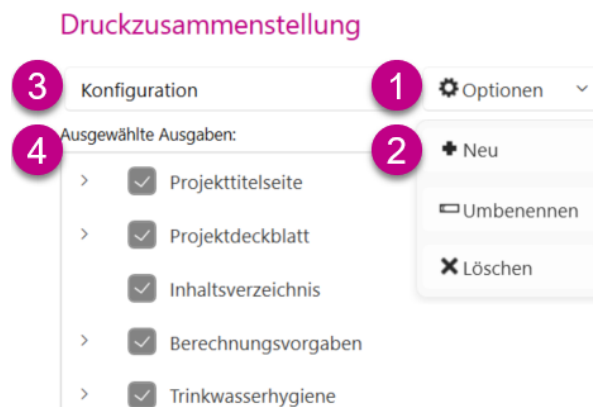 Druckzusammenstellung
3 Konfiguration 1 Optionen
Ausgewählte Ausgaben:
4 2 Neu
Projekttitelseite
Umbenennen
Projektdeckblatt
Löschen
Inhaltsverzeichnis
Berechnungsvorgaben
Trinkwasserhygiene